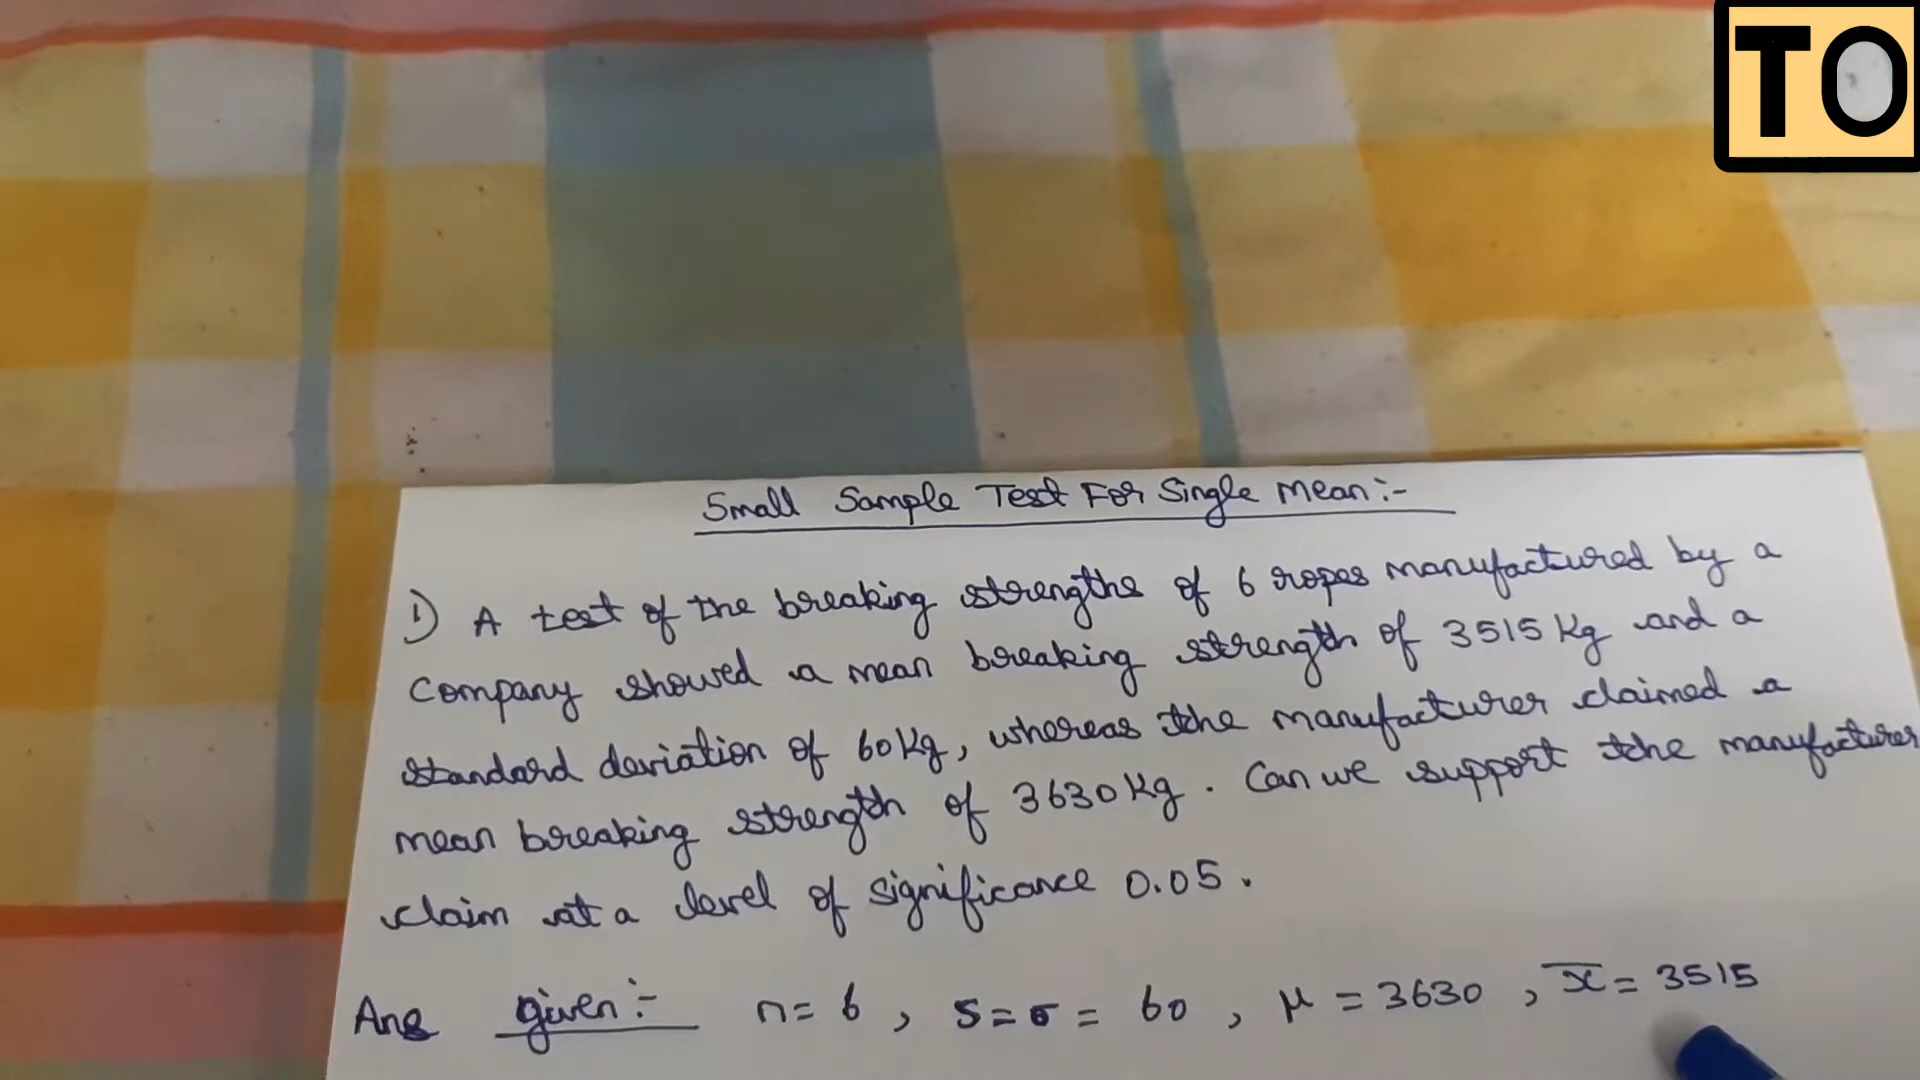 TO
Small Sample Test For Single Mean:-
1) A test of the breaking strengths of 6 ropes manufactured by a
Company showed a mean breaking strength of 3515 kg and a
standard deviation of 60kg, whereas the manufacturer claimed a
mean breaking strength of 3630 kg. Can we support the manufacturer
claim at a level of significance 0.05.
Ans given:- n=6, S=σ=60, μ=3630, x̄=3515